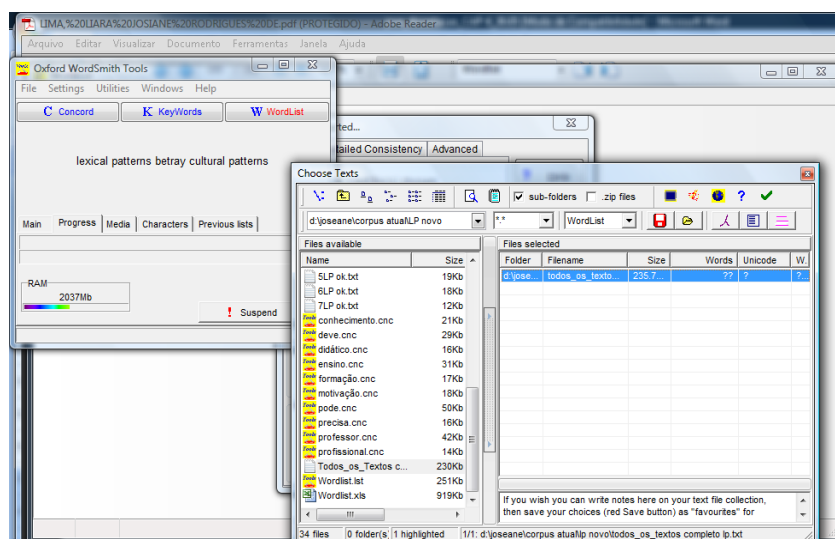 LIMA,%20LIARA%20JOSIANE%20RODRIGUES%20DE.pdf (PROTEGIDO) - Adobe Reader
Arquivo Editar Visualizar Documento Ferramentas Janela Ajuda
Oxford WordSmith Tools
File Settings Utilities Windows Help
C Concord K KeyWords W WordList
lexical patterns betray cultural patterns
Main Progress Media Characters Previous lists
RAM
2037Mb
! Suspend
rted...
tailed Consistency Advanced
Choose Texts
sub-folders .zip files
d:\joseane\corpus atual\LP novo *.* WordList
Files available
Name Size
5LP ok.txt 19Kb
6LP ok.txt 18Kb
7LP ok.txt 12Kb
conhecimento.cnc 21Kb
deve.cnc 29Kb
didático.cnc 16Kb
ensino.cnc 31Kb
formação.cnc 17Kb
motivação.cnc 18Kb
pode.cnc 50Kb
precisa.cnc 16Kb
professor.cnc 42Kb
profissional.cnc 14Kb
Todos_os_Textos c... 230Kb
Wordlist.lst 251Kb
Wordlist.xls 919Kb
Files selected
Folder Filename Size Words Unicode W.
d:\jose... todos_os_texto... 235.7... ?? ? ?...
If you wish you can write notes here on your text file collection,
then save your choices (red Save button) as "favourites" for
34 files 0 folder(s) 1 highlighted 1/1: d:\joseane\corpus atual\lp novo\todos_os_textos completo lp.txt